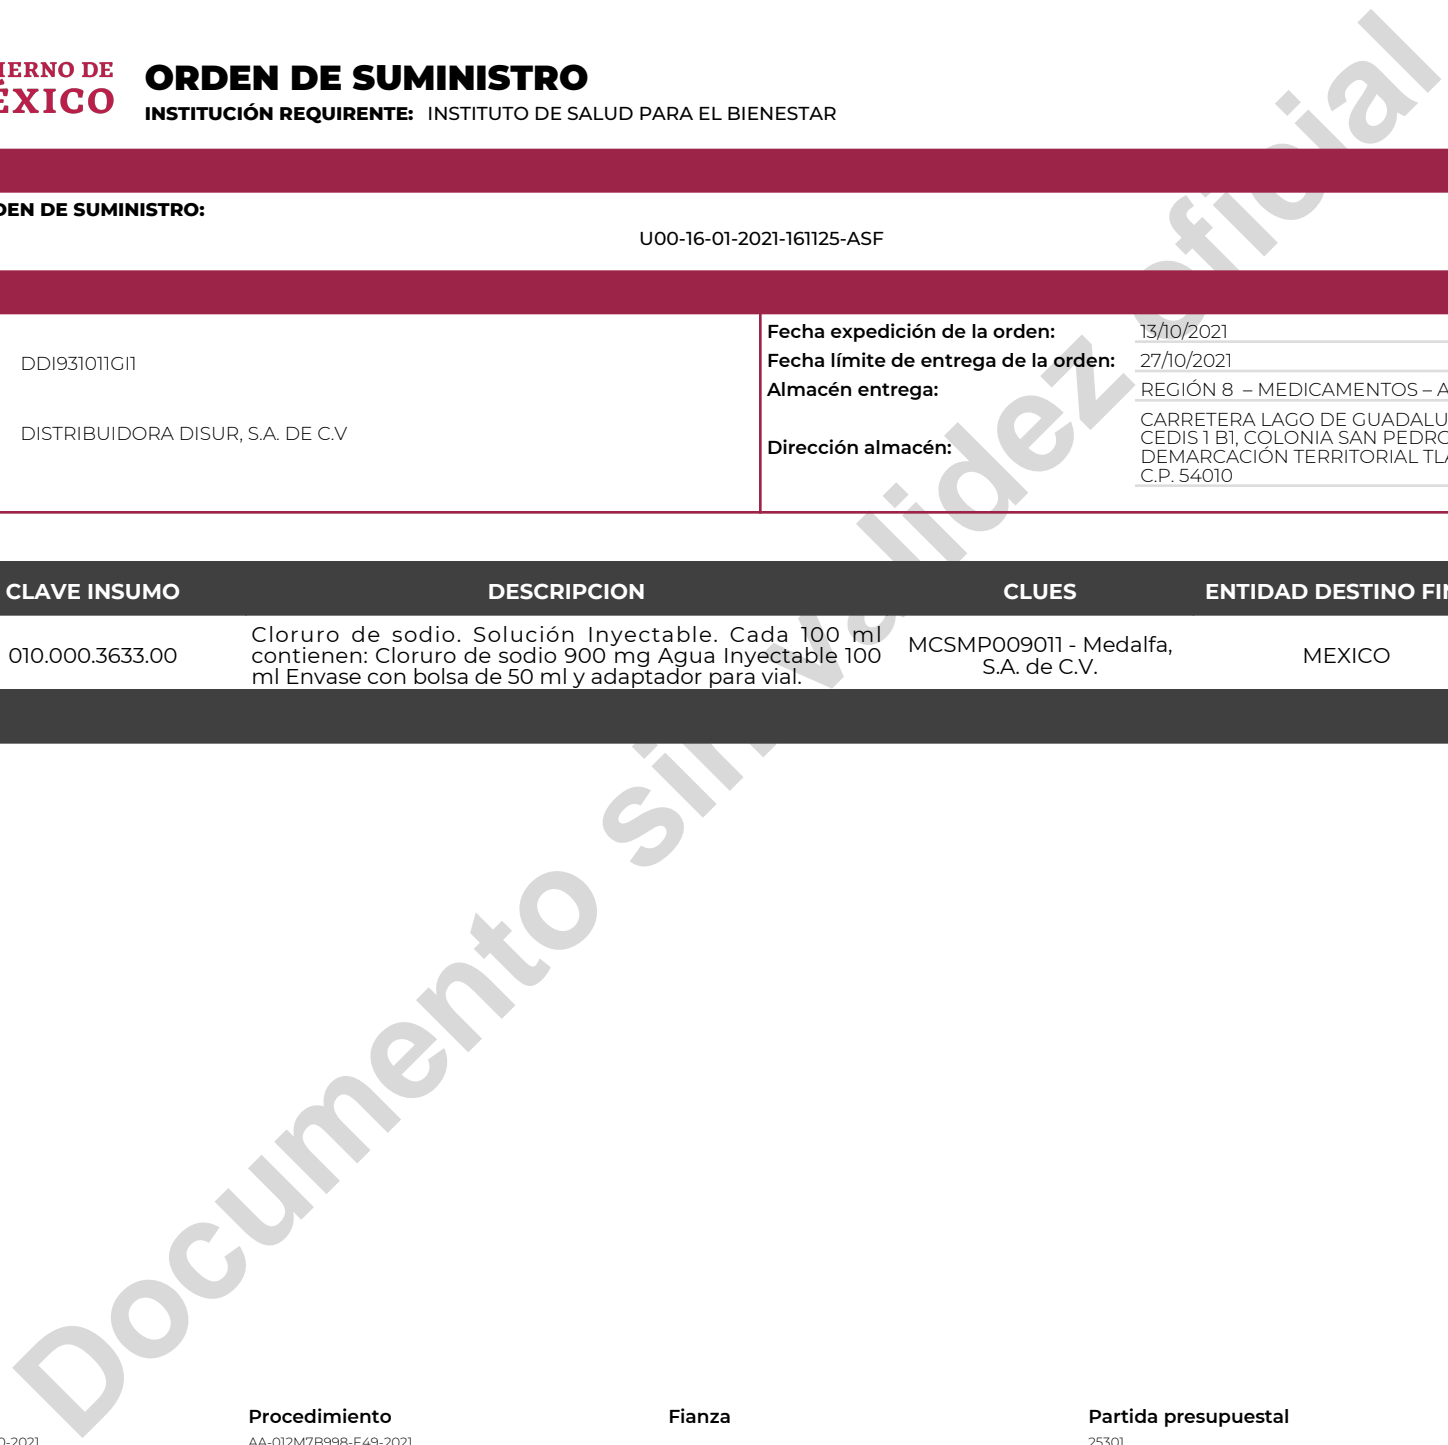 IERNO DE
ÉXICO
ORDEN DE SUMINISTRO
INSTITUCIÓN REQUIRENTE: INSTITUTO DE SALUD PARA EL BIENESTAR
DEN DE SUMINISTRO:
U00-16-01-2021-161125-ASF
DDI931011GI1
DISTRIBUIDORA DISUR, S.A. DE C.V
Fecha expedición de la orden: 13/10/2021
Fecha límite de entrega de la orden: 27/10/2021
Almacén entrega: REGIÓN 8 – MEDICAMENTOS – A
Dirección almacén:
CARRETERA LAGO DE GUADALU
CEDIS 1 B1, COLONIA SAN PEDRO
DEMARCACIÓN TERRITORIAL TLA
C.P. 54010
CLAVE INSUMO DESCRIPCION CLUES ENTIDAD DESTINO FIN
010.000.3633.00
Cloruro de sodio. Solución Inyectable. Cada 100 ml
contienen: Cloruro de sodio 900 mg Agua Inyectable 100
ml Envase con bolsa de 50 ml y adaptador para vial.
MCSMP009011 - Medalfa,
S.A. de C.V.
MEXICO
Documento sin validez oficial
Procedimiento Fianza Partida presupuestal
0-2021 AA-012M7B998-E49-2021 25301